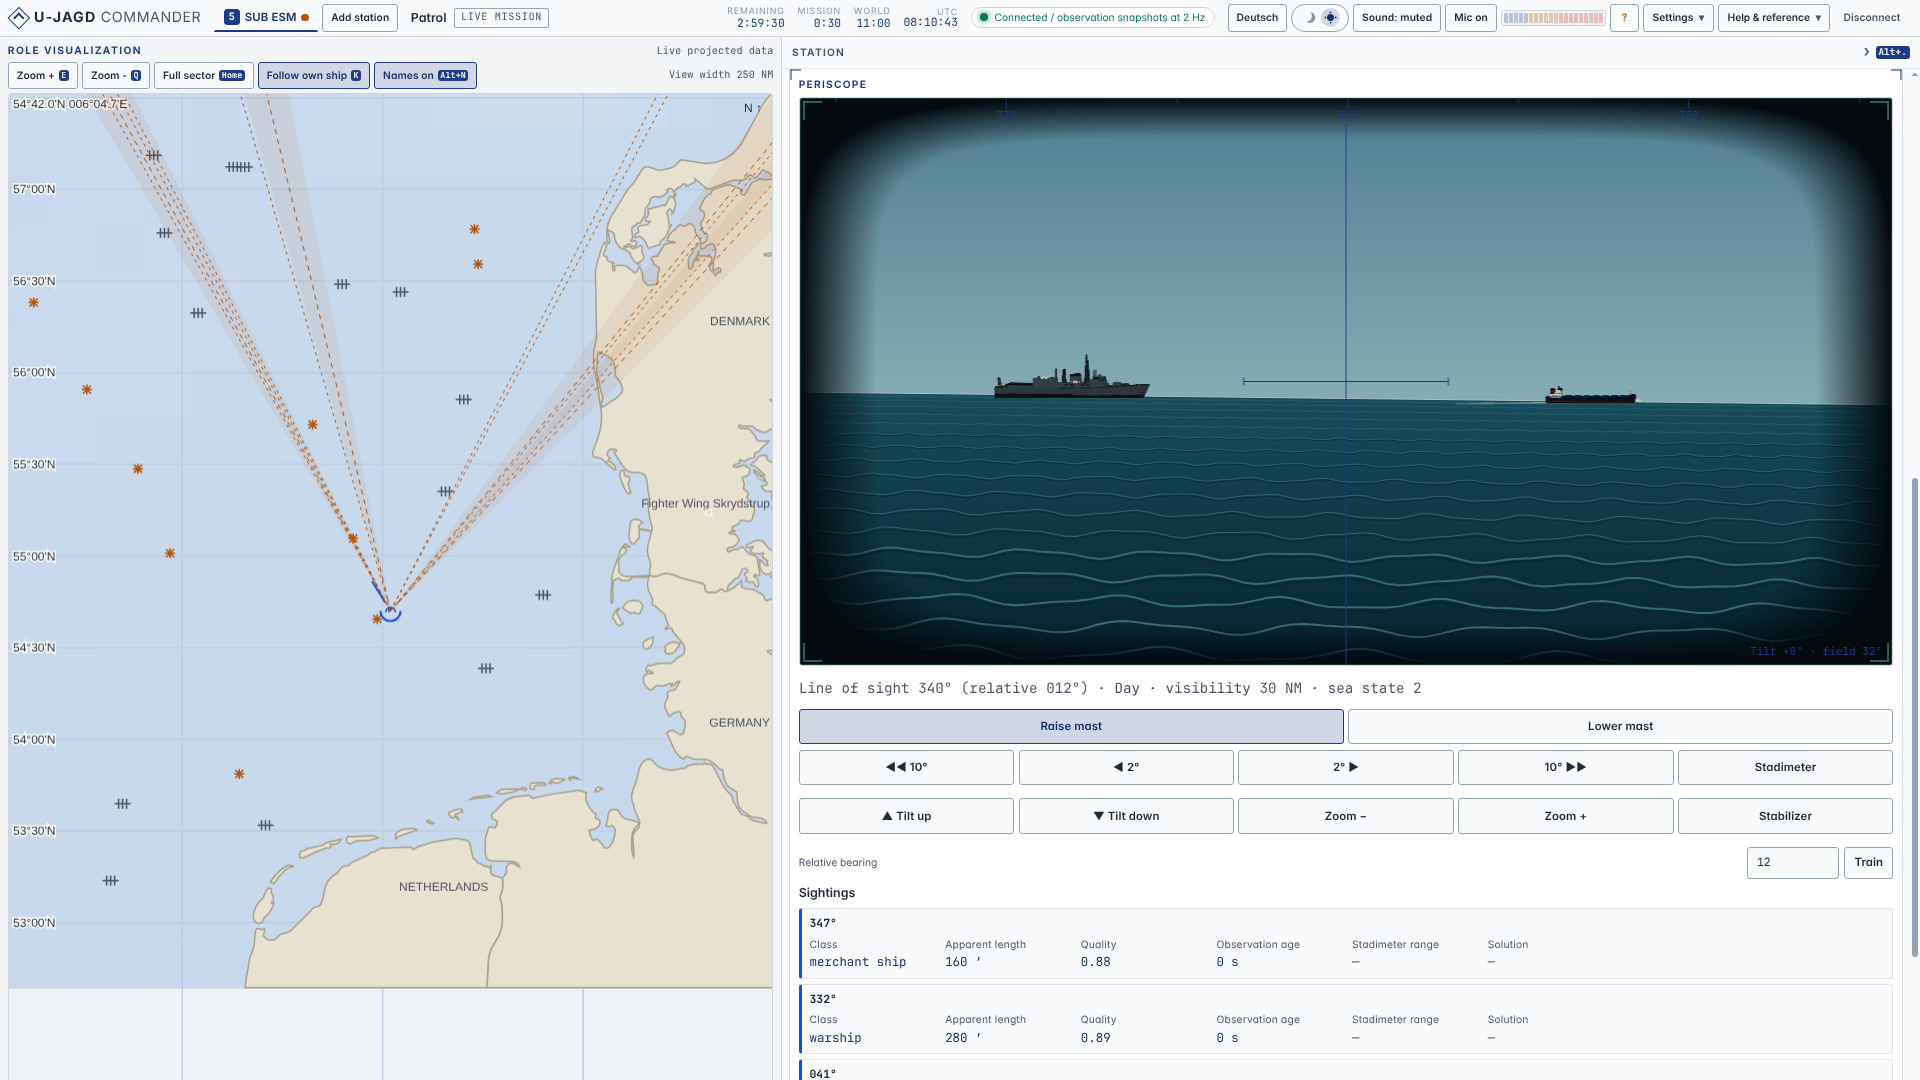 U-JAGD COMMANDER
5 SUB ESM
Add station
Patrol
LIVE MISSION
REMAINING
2:59:30
MISSION
0:30
WORLD
11:00
UTC
08:10:43
Connected / observation snapshots at 2 Hz
Deutsch
Sound: muted
Mic on
?
Settings ▾
Help & reference ▾
Disconnect
ROLE VISUALIZATION
Live projected data
Zoom + E
Zoom - Q
Full sector Home
Follow own ship K
Names on Alt+N
View width 250 NM
54°42.0'N 006°04.7'E
N ↑
57°00'N
56°30'N
DENMARK
56°00'N
55°30'N
Fighter Wing Skrydstrup
55°00'N
54°30'N
GERMANY
54°00'N
53°30'N
NETHERLANDS
53°00'N
STATION
Alt+.
PERISCOPE
330
340
350
Tilt +0° · field 32°
Line of sight 340° (relative 012°) · Day · visibility 30 NM · sea state 2
Raise mast
Lower mast
◀◀ 10°
◀ 2°
2° ▶
10° ▶▶
Stadimeter
▲ Tilt up
▼ Tilt down
Zoom −
Zoom +
Stabilizer
Relative bearing
12
Train
Sightings
347°
Class
Apparent length
Quality
Observation age
Stadimeter range
Solution
merchant ship
160 ′
0.88
0 s
—
—
332°
Class
Apparent length
Quality
Observation age
Stadimeter range
Solution
warship
280 ′
0.89
0 s
—
—
041°